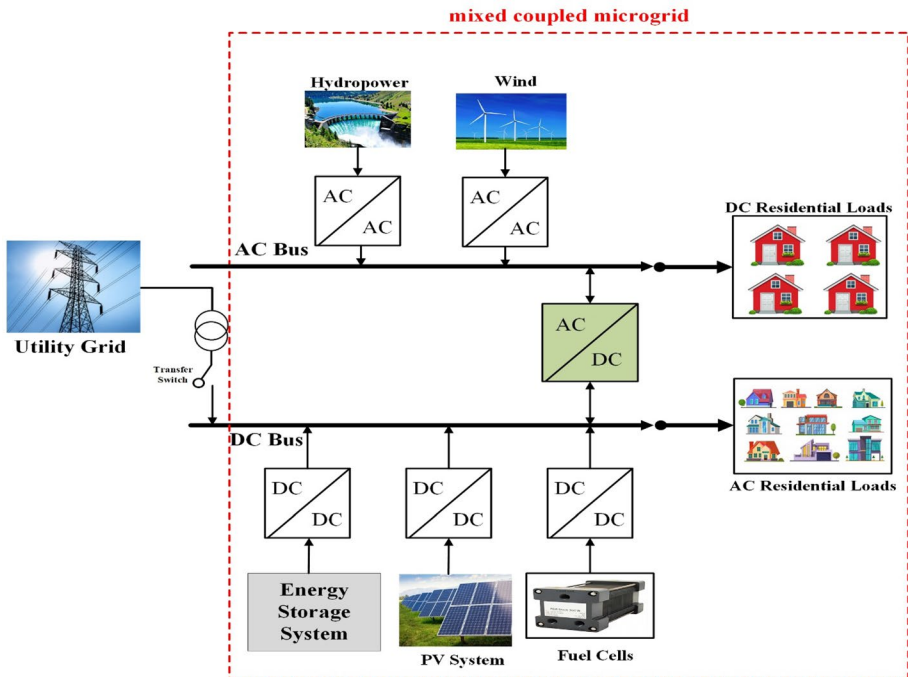 mixed coupled microgrid
Hydropower
Wind
AC
AC
AC
AC
DC Residential Loads
AC Bus
AC
DC
Utility Grid
Transfer
Switch
DC Bus
AC Residential Loads
DC
DC
DC
DC
DC
DC
Energy
Storage
System
PV System
Fuel Cells